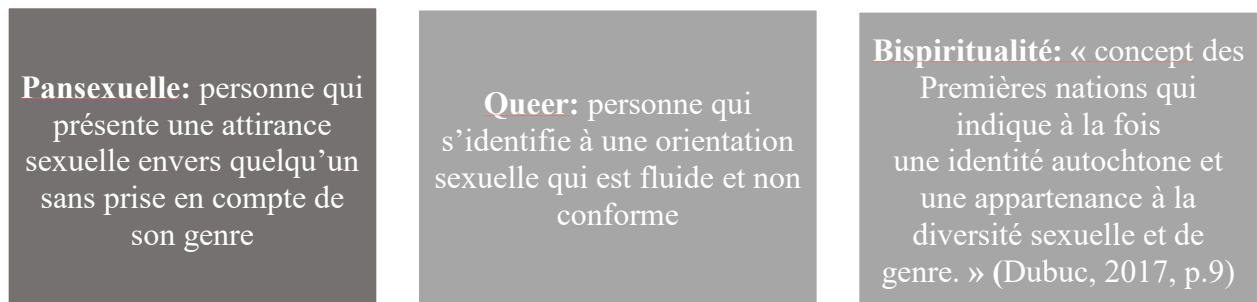 Pansexuelle: personne qui
présente une attirance
sexuelle envers quelqu’un
sans prise en compte de
son genre
Queer: personne qui
s’identifie à une orientation
sexuelle qui est fluide et non
conforme
Bispiritualité: « concept des
Premières nations qui
indique à la fois
une identité autochtone et
une appartenance à la
diversité sexuelle et de
genre. » (Dubuc, 2017, p.9)